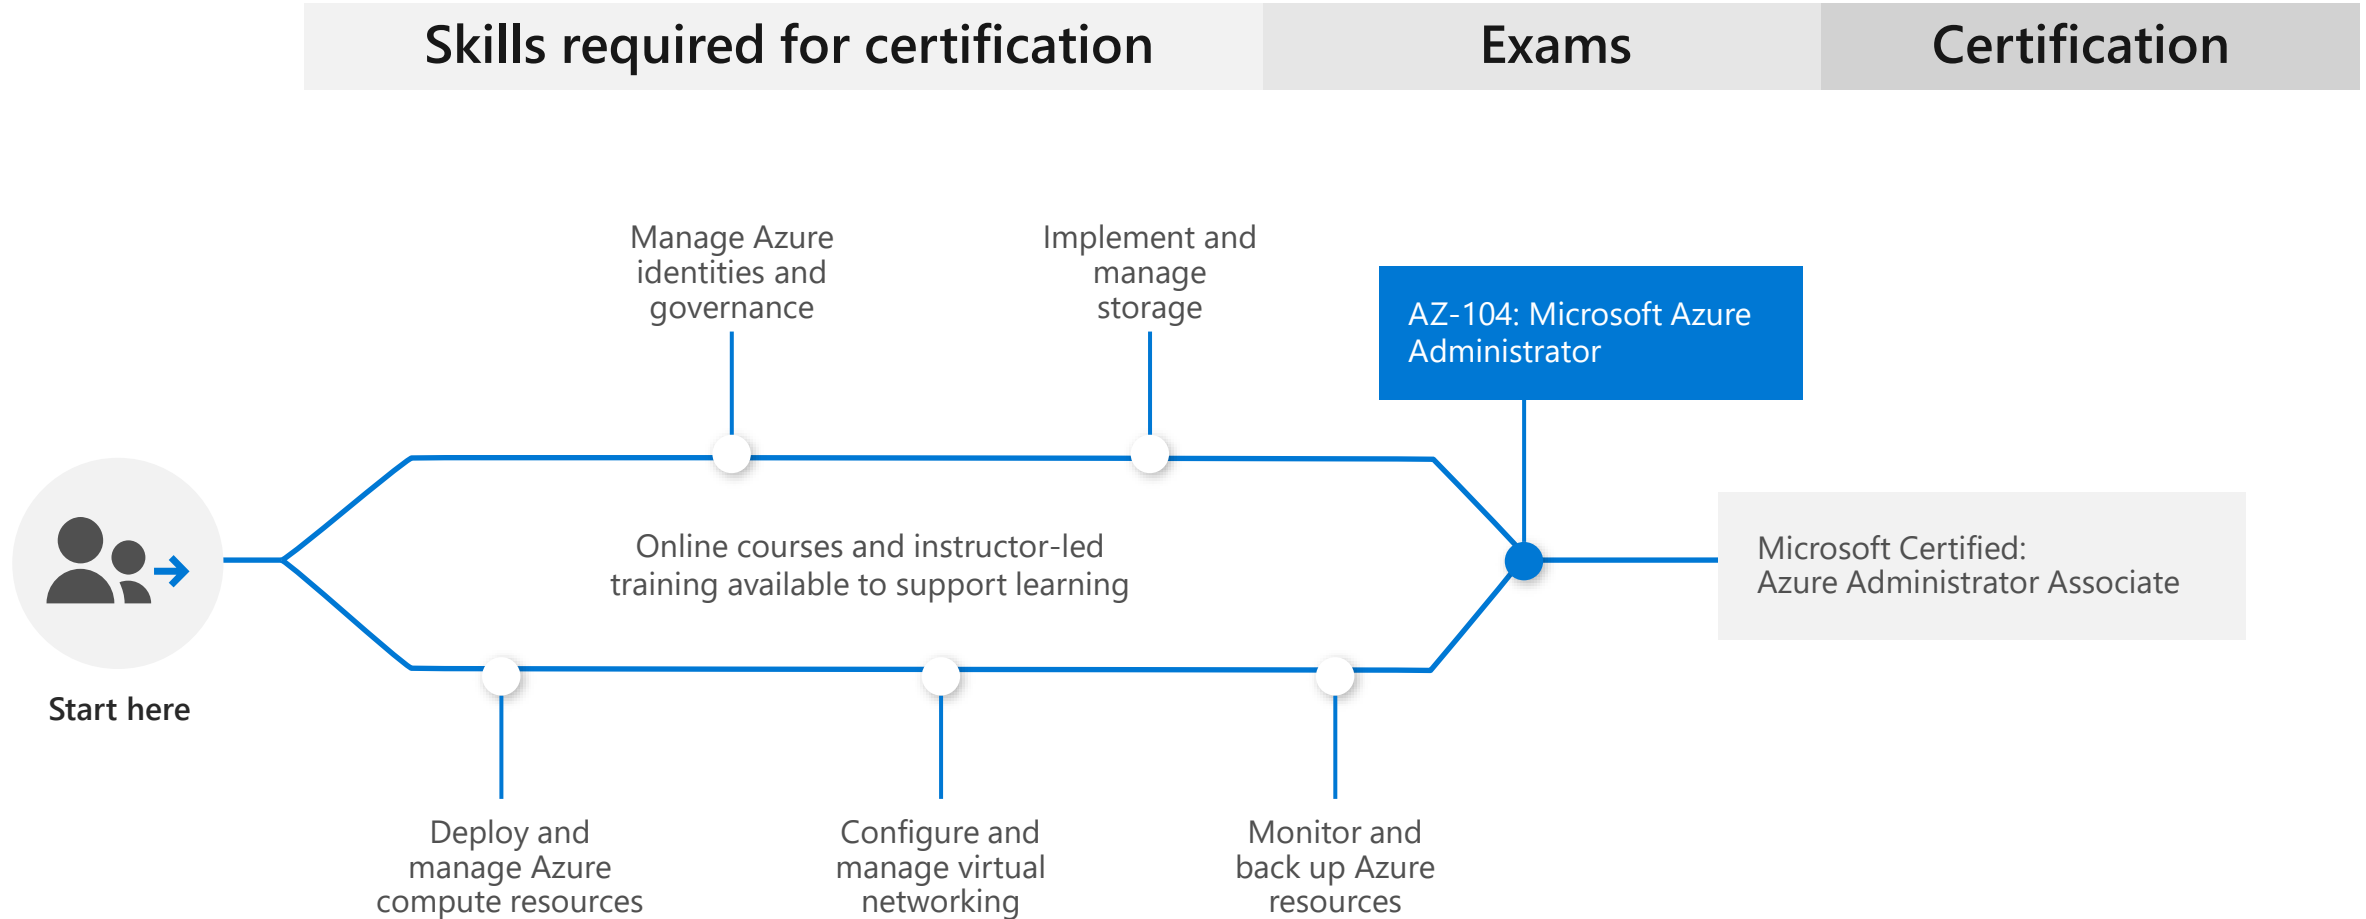 Skills required for certification
Exams
Certification
Manage Azure
identities and
governance
Implement and
manage
storage
AZ-104: Microsoft Azure
Administrator
Online courses and instructor-led
training available to support learning
Microsoft Certified:
Azure Administrator Associate
Start here
Deploy and
manage Azure
compute resources
Configure and
manage virtual
networking
Monitor and
back up Azure
resources